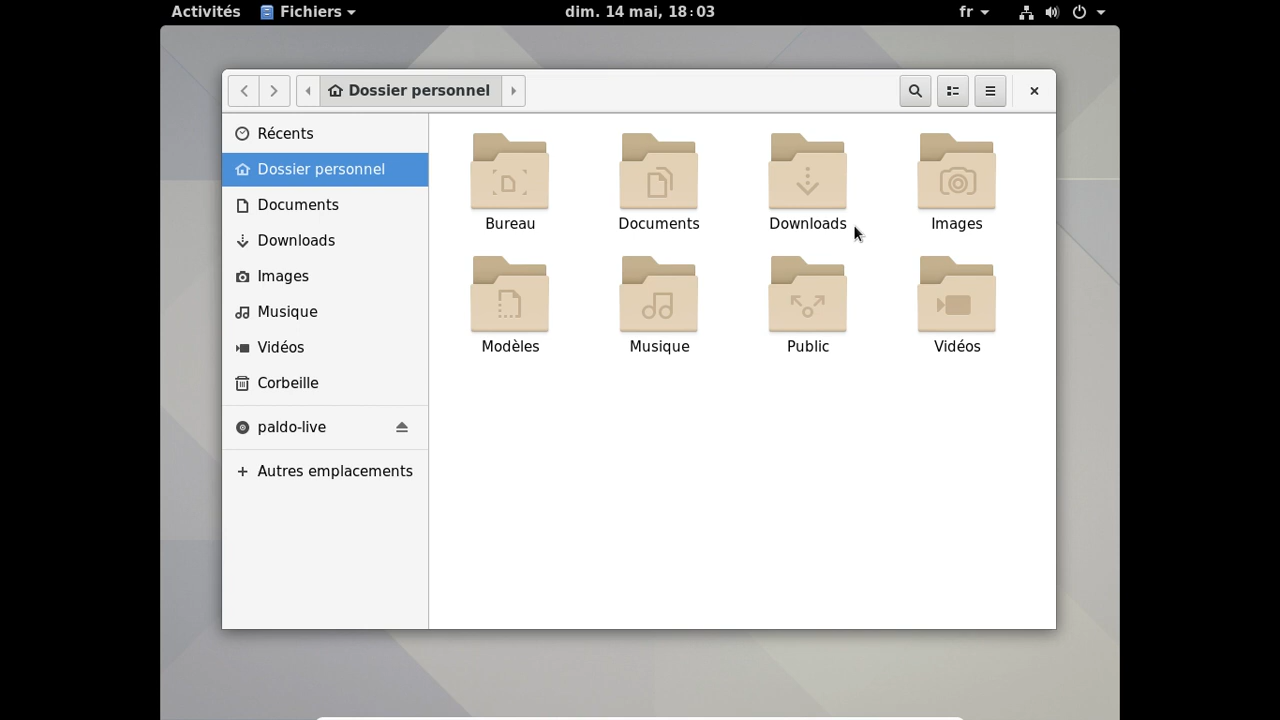 Activités Fichiers dim. 14 mai, 18:03 fr
Dossier personnel
Récents
Dossier personnel
Documents
Downloads
Images
Musique
Vidéos
Corbeille
paldo-live
Autres emplacements
Bureau Documents Downloads Images
Modèles Musique Public Vidéos